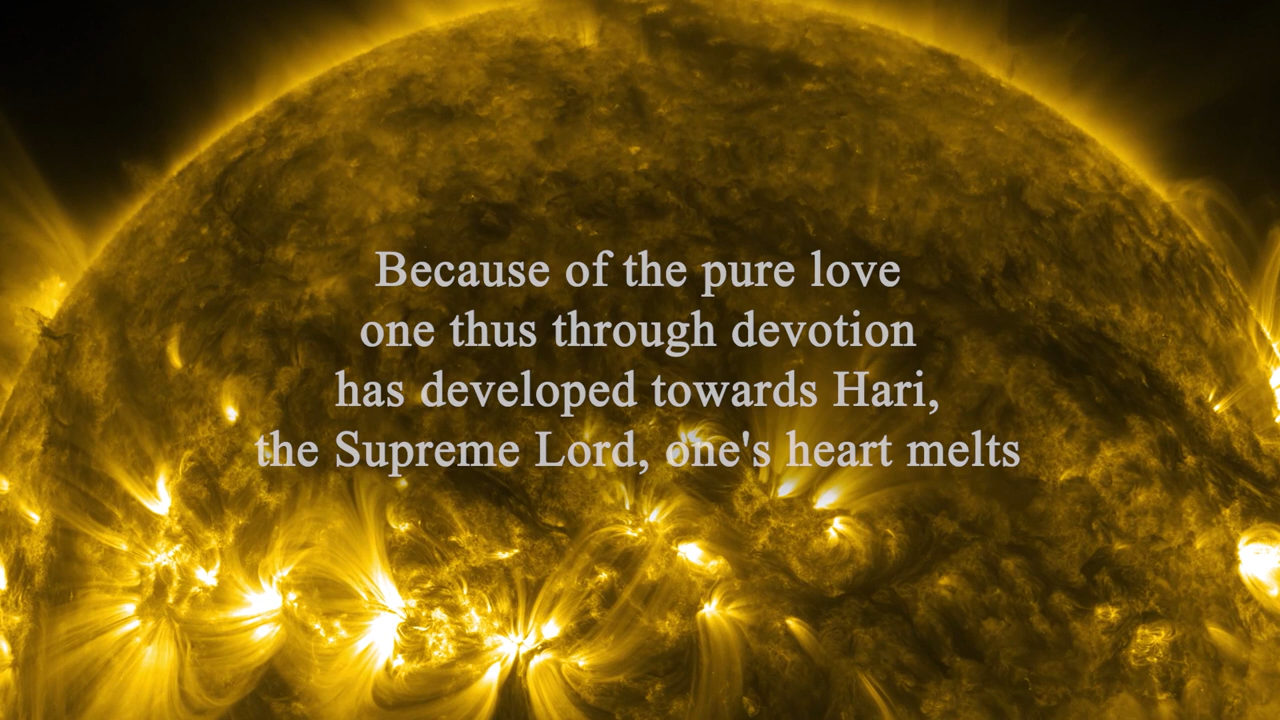 Because of the pure love
one thus through devotion
has developed towards Hari,
the Supreme Lord, one's heart melts